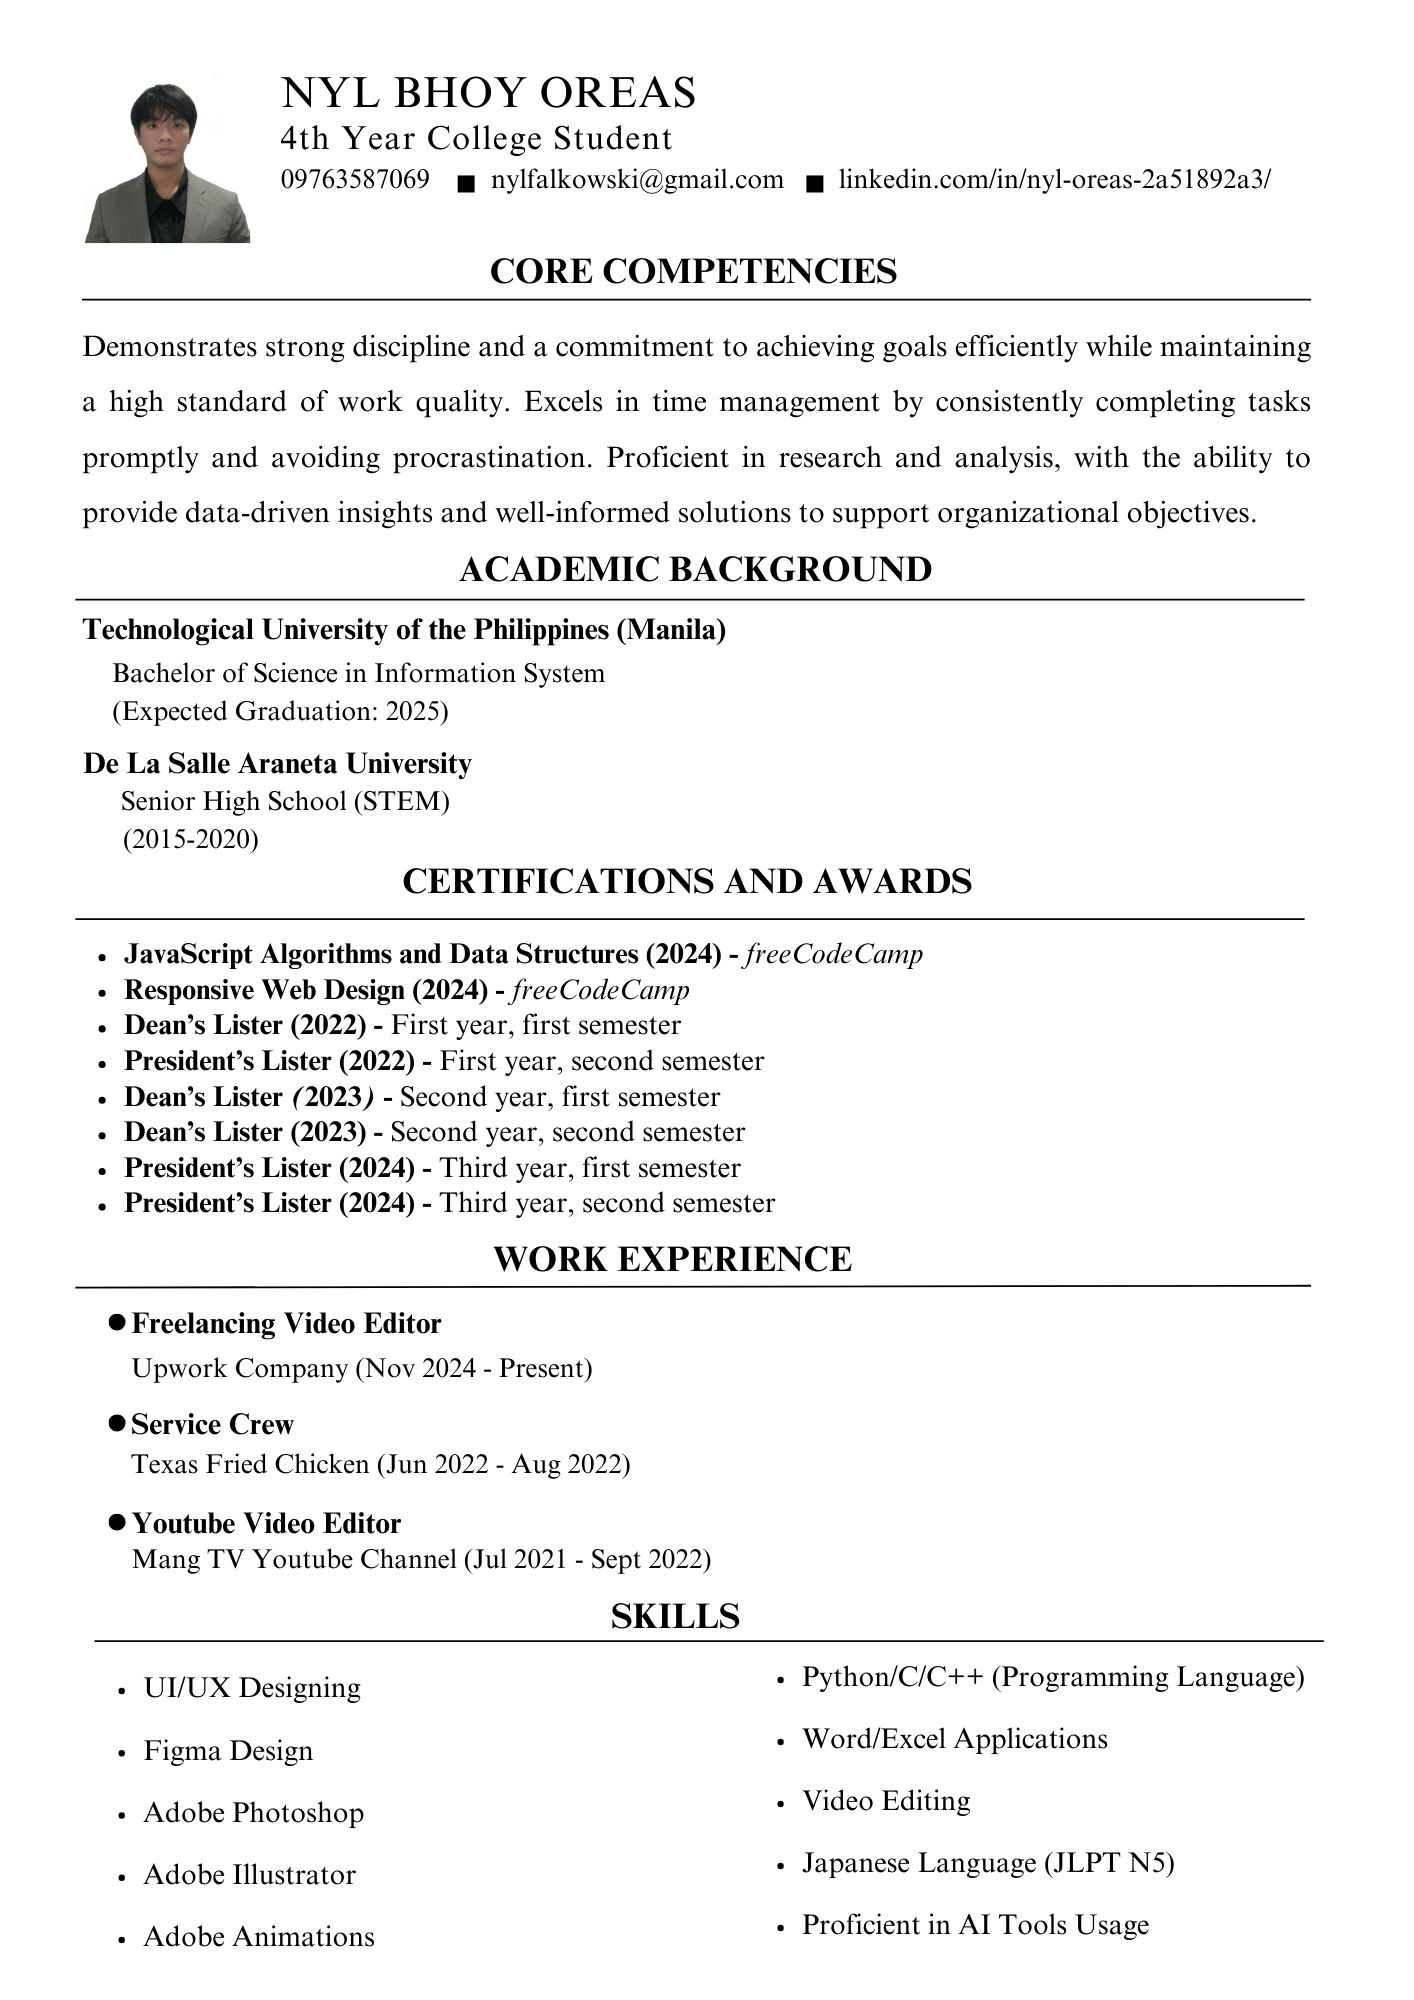 NYL BHOY OREAS
4th Year College Student
09763587069 ■ nylfalkowski@gmail.com ■ linkedin.com/in/nyl-oreas-2a51892a3/
CORE COMPETENCIES
Demonstrates strong discipline and a commitment to achieving goals efficiently while maintaining
a high standard of work quality. Excels in time management by consistently completing tasks
promptly and avoiding procrastination. Proficient in research and analysis, with the ability to
provide data-driven insights and well-informed solutions to support organizational objectives.
ACADEMIC BACKGROUND
Technological University of the Philippines (Manila)
Bachelor of Science in Information System
(Expected Graduation: 2025)
De La Salle Araneta University
Senior High School (STEM)
(2015-2020)
CERTIFICATIONS AND AWARDS
• JavaScript Algorithms and Data Structures (2024) - freeCodeCamp
• Responsive Web Design (2024) - freeCodeCamp
• Dean's Lister (2022) - First year, first semester
• President's Lister (2022) - First year, second semester
• Dean's Lister (2023) - Second year, first semester
• Dean's Lister (2023) - Second year, second semester
• President's Lister (2024) - Third year, first semester
• President's Lister (2024) - Third year, second semester
WORK EXPERIENCE
● Freelancing Video Editor
Upwork Company (Nov 2024 - Present)
● Service Crew
Texas Fried Chicken (Jun 2022 - Aug 2022)
● Youtube Video Editor
Mang TV Youtube Channel (Jul 2021 - Sept 2022)
SKILLS
• UI/UX Designing
• Figma Design
• Adobe Photoshop
• Adobe Illustrator
• Adobe Animations
• Python/C/C++ (Programming Language)
• Word/Excel Applications
• Video Editing
• Japanese Language (JLPT N5)
• Proficient in AI Tools Usage